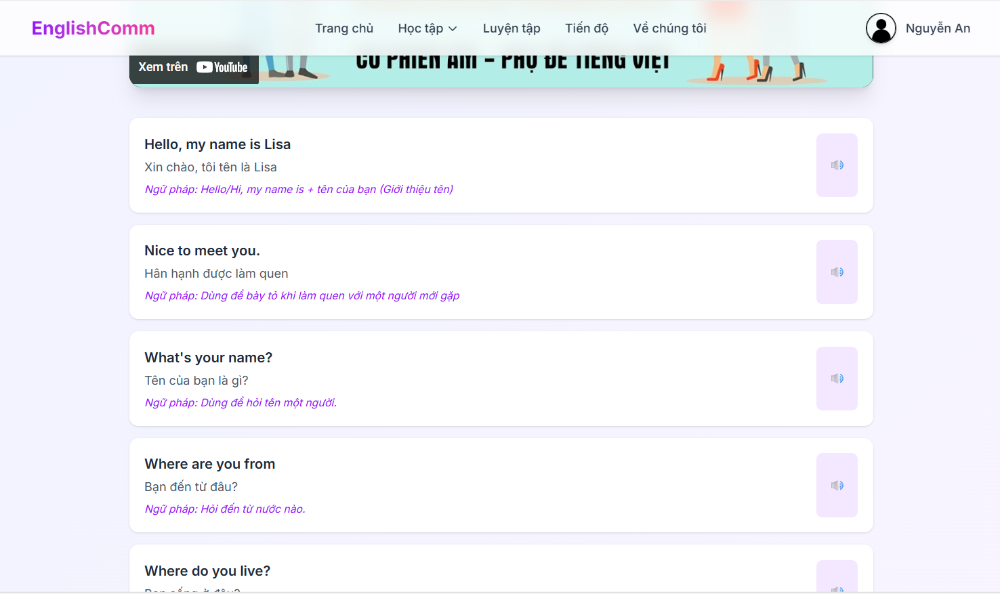 EnglishComm
Trang chủ
Học tập
Luyện tập
Tiến độ
Về chúng tôi
Nguyễn An
Xem trên YouTube
CÓ PHIÊN ÂM - PHỤ ĐỀ TIẾNG VIỆT
Hello, my name is Lisa
Xin chào, tôi tên là Lisa
Ngữ pháp: Hello/Hi, my name is + tên của bạn (Giới thiệu tên)
Nice to meet you.
Hân hạnh được làm quen
Ngữ pháp: Dùng để bày tỏ khi làm quen với một người mới gặp
What's your name?
Tên của bạn là gì?
Ngữ pháp: Dùng để hỏi tên một người.
Where are you from
Bạn đến từ đâu?
Ngữ pháp: Hỏi đến từ nước nào.
Where do you live?
Bạn sống ở đâu?